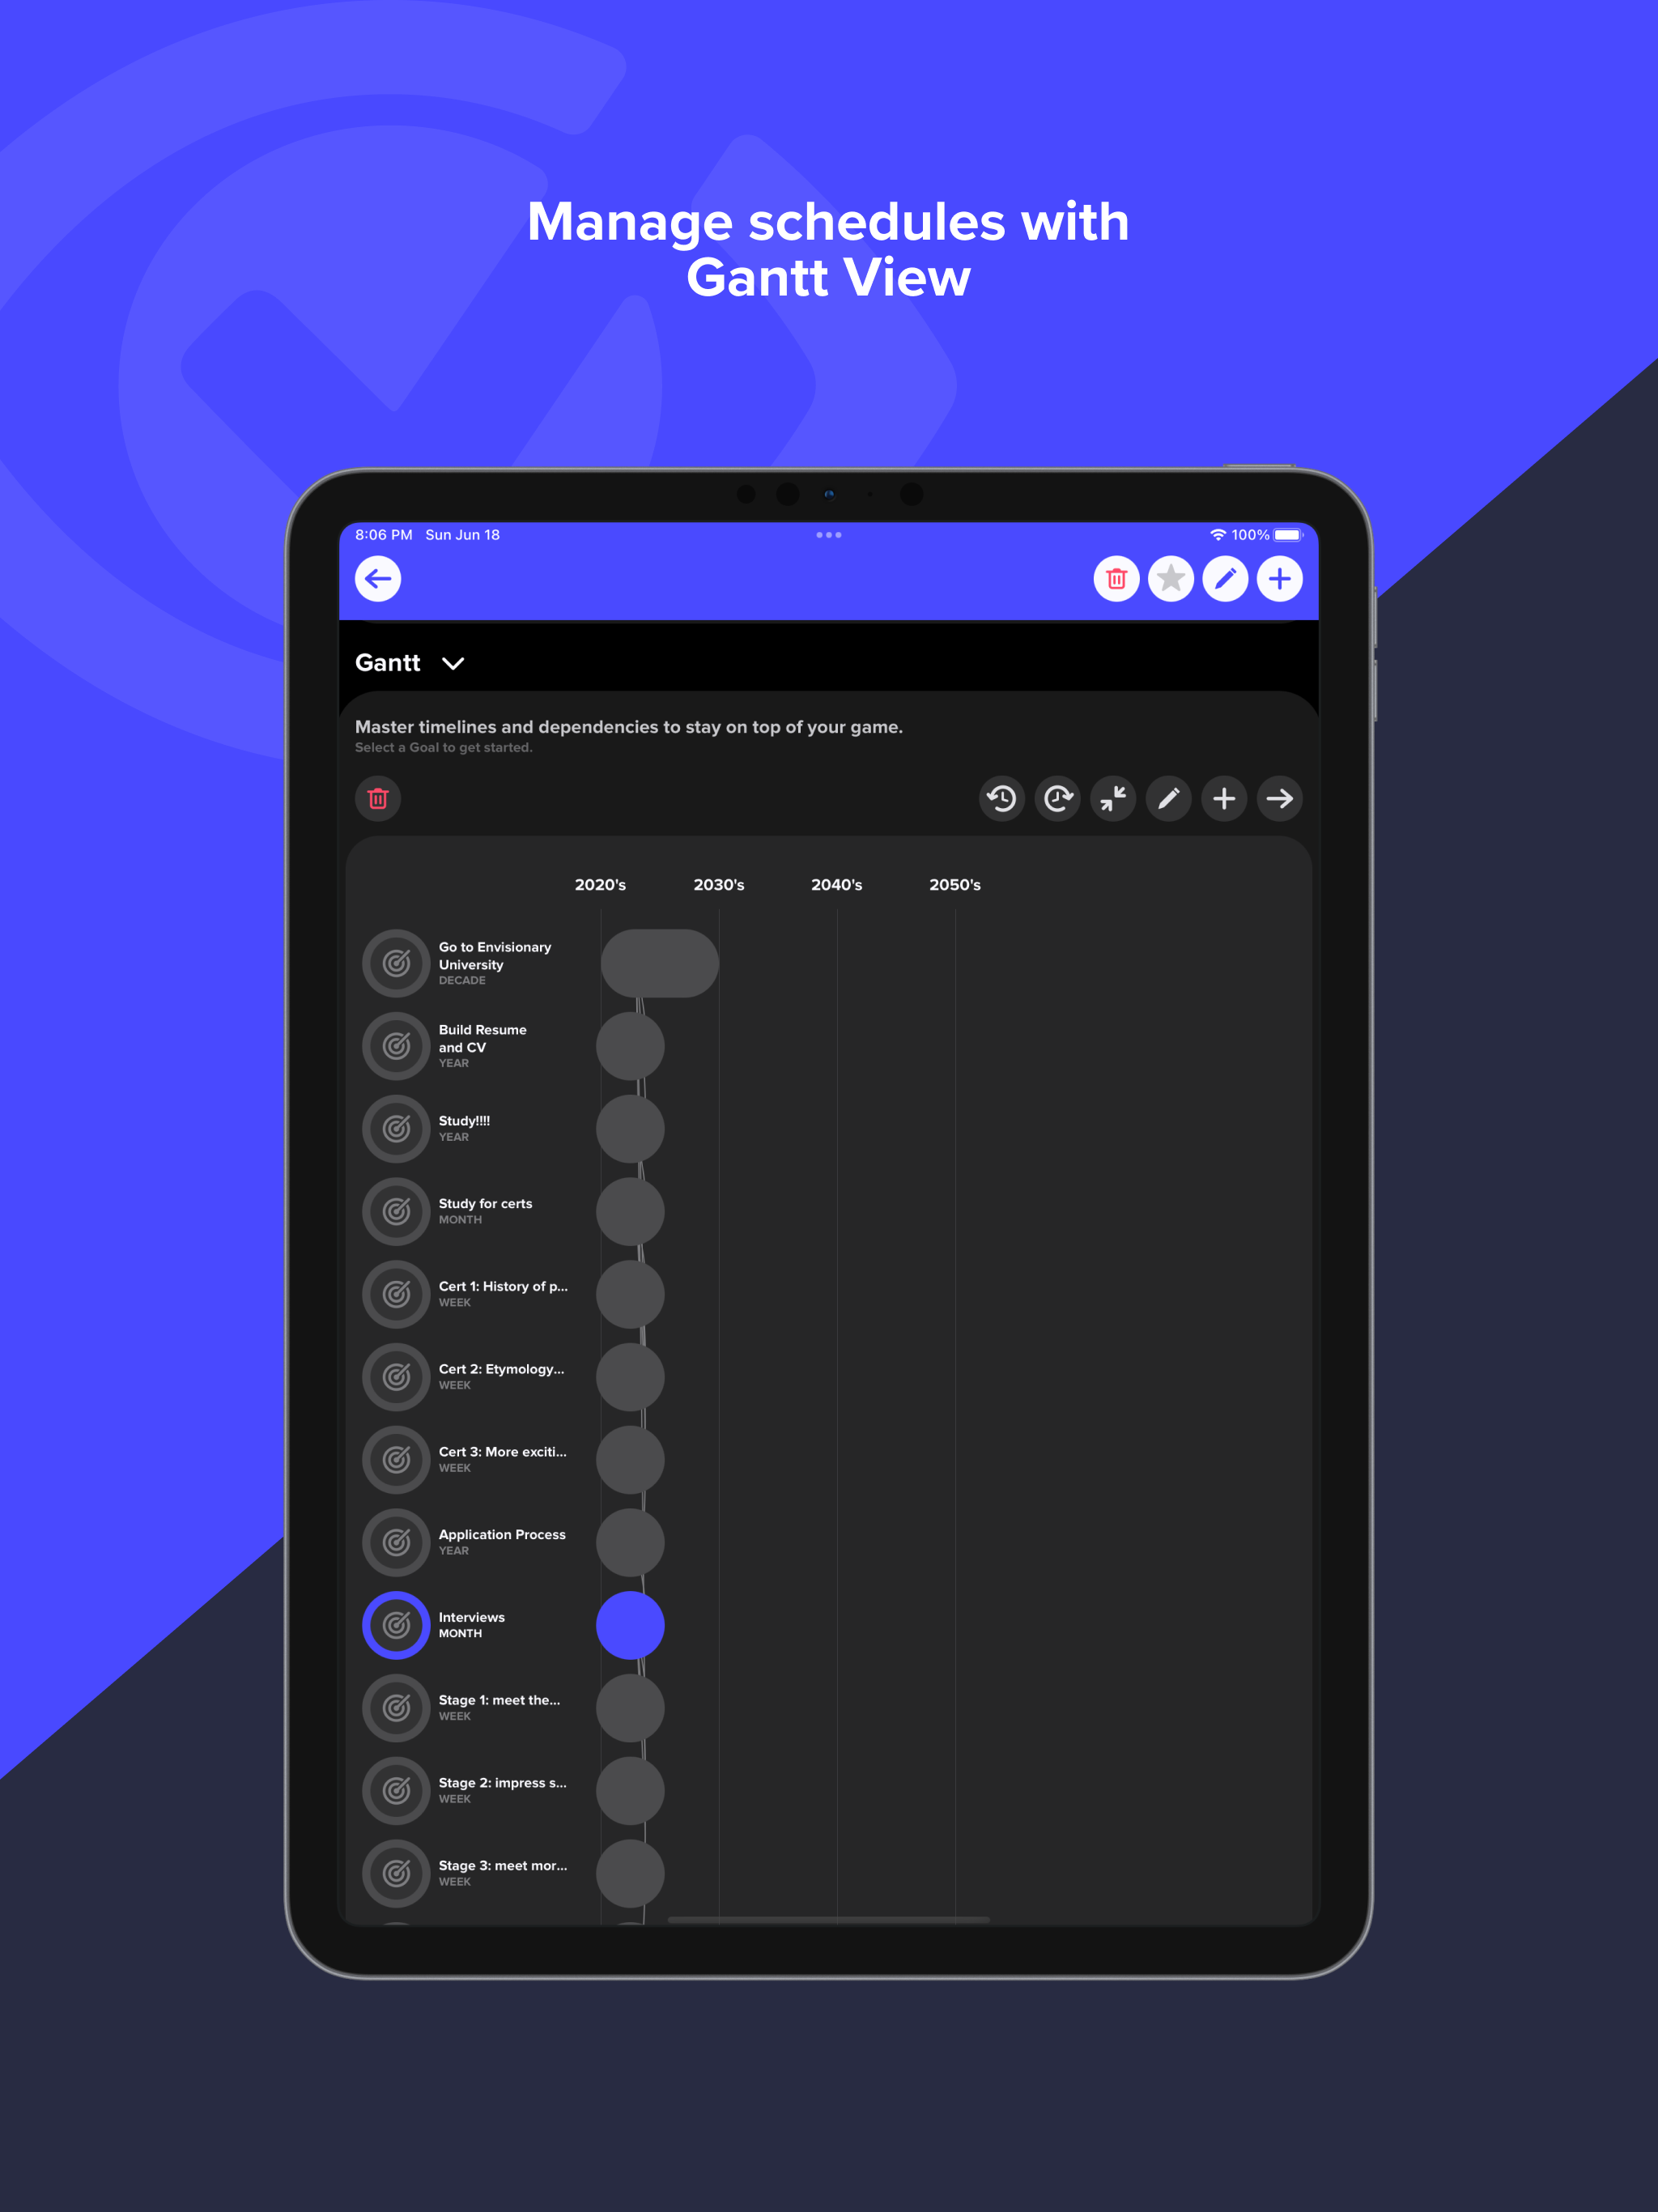 Manage schedules with
Gantt View
8:06 PM Sun Jun 18
100%
Gantt
Master timelines and dependencies to stay on top of your game.
Select a Goal to get started.
2020's 2030's 2040's 2050's
Go to Envisionary
University
DECADE
Build Resume
and CV
YEAR
Study!!!!
YEAR
Study for certs
MONTH
Cert 1: History of p...
WEEK
Cert 2: Etymology...
WEEK
Cert 3: More exciti...
WEEK
Application Process
YEAR
Interviews
MONTH
Stage 1: meet the...
WEEK
Stage 2: impress s...
WEEK
Stage 3: meet mor...
WEEK